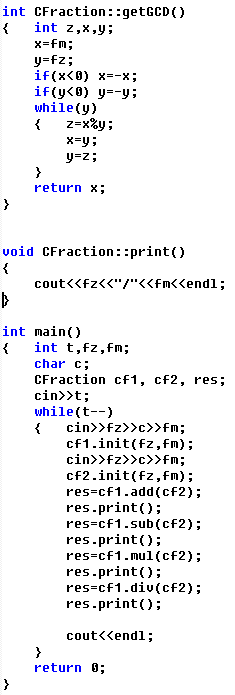 int CFraction::getGCD()
{   int z,x,y;
    x=fm;
    y=fz;
    if(x<0) x=-x;
    if(y<0) y=-y;
    while(y)
    {   z=x%y;
        x=y;
        y=z;
    }
    return x;
}
void CFraction::print()
{
    cout<<fz<<"/"<<fm<<endl;
}
int main()
{   int t,fz,fm;
    char c;
    CFraction cf1, cf2, res;
    cin>>t;
    while(t--)
    {   cin>>fz>>c>>fm;
        cf1.init(fz,fm);
        cin>>fz>>c>>fm;
        cf2.init(fz,fm);
        res=cf1.add(cf2);
        res.print();
        res=cf1.sub(cf2);
        res.print();
        res=cf1.mul(cf2);
        res.print();
        res=cf1.div(cf2);
        res.print();
        cout<<endl;
    }
    return 0;
}